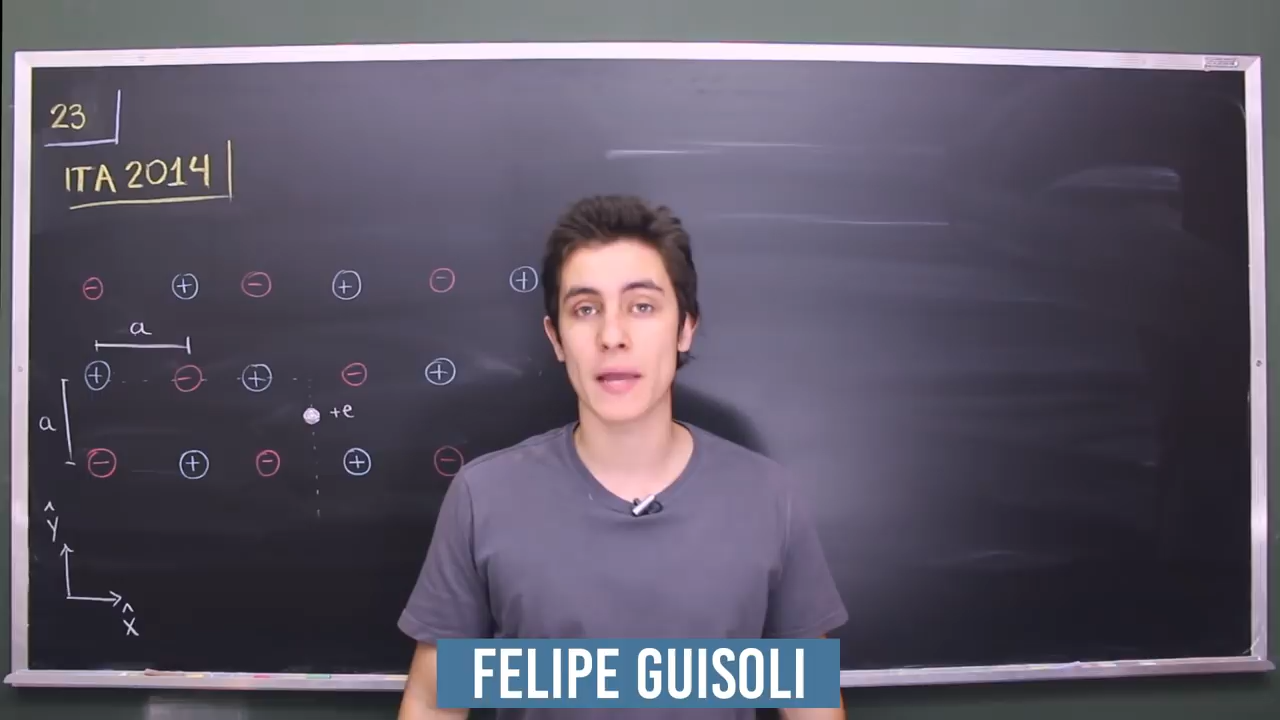 23
ITA 2014
- + - + - +
a
+ - + - +
a +e
- + - + -
ŷ
x̂
FELIPE GUISOLI